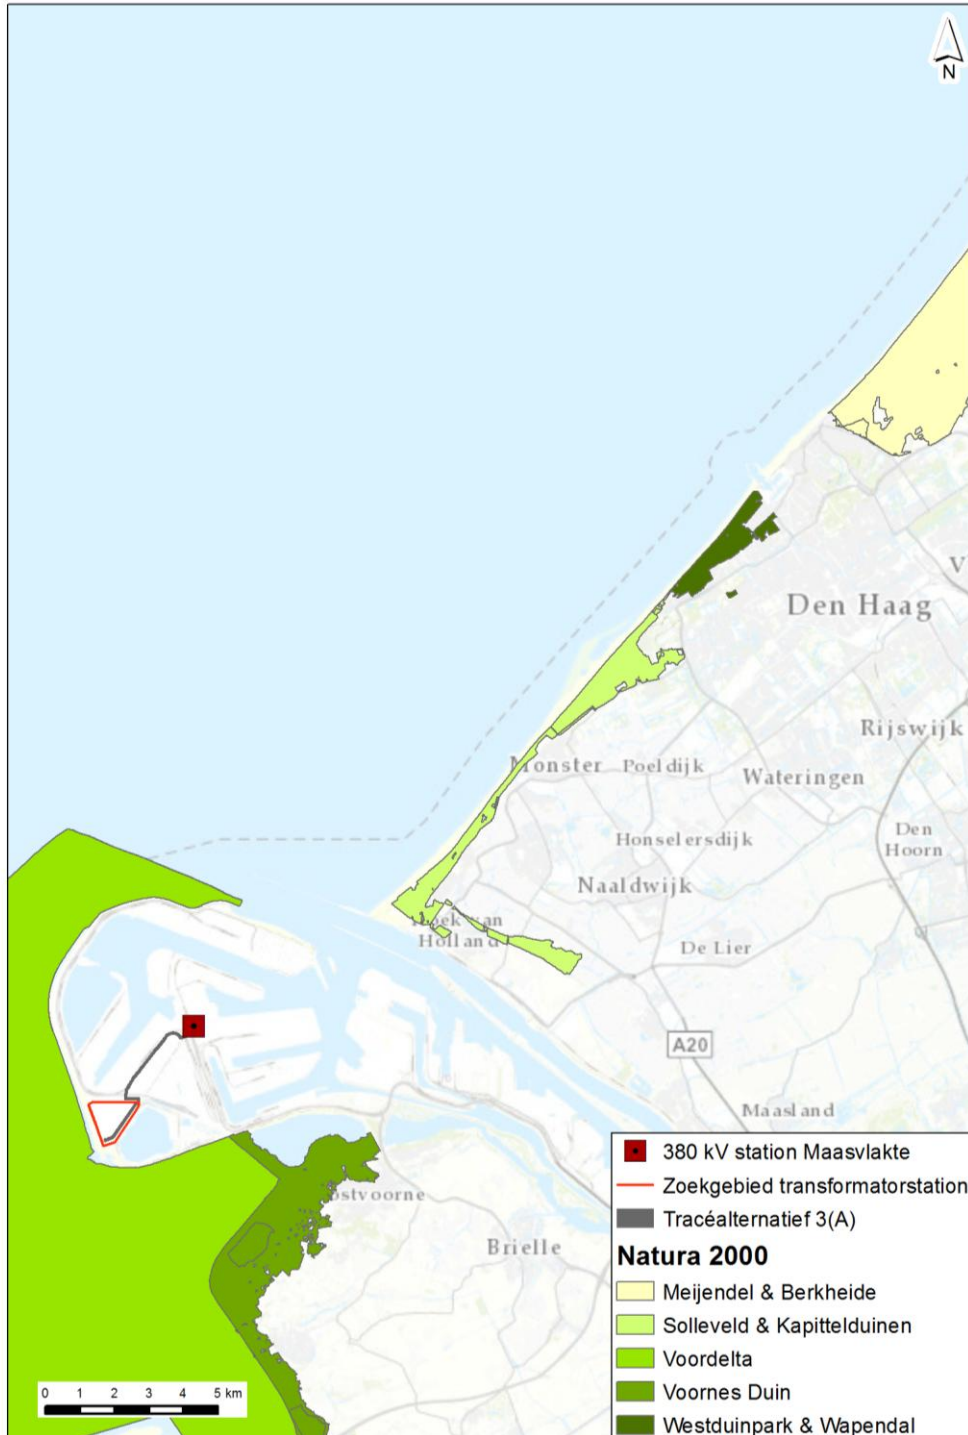 N
V
Den Haag
Rijswijk
Monster
Poeldijk
Wateringen
Den
Hoorn
Honselersdijk
Naaldwijk
Hoek van
Holland
De Lier
A20
Maasland
ostvoorne
Brielle
380 kV station Maasvlakte
Zoekgebied transformatorstation
Tracéalternatief 3(A)
Natura 2000
Meijendel & Berkheide
Solleveld & Kapittelduinen
Voordelta
Voornes Duin
Westduinpark & Wapendal
0 1 2 3 4 5 km